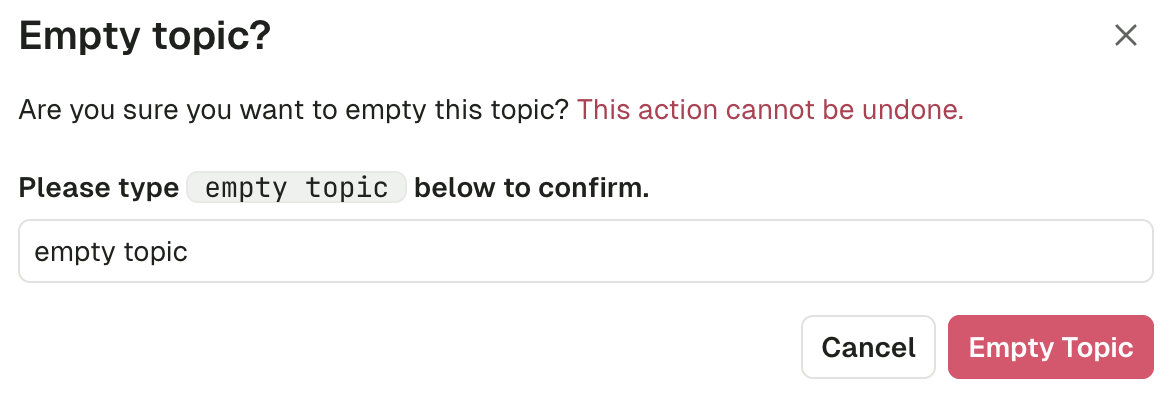 Empty topic?
Are you sure you want to empty this topic? This action cannot be undone.
Please type empty topic below to confirm.
empty topic
Cancel Empty Topic